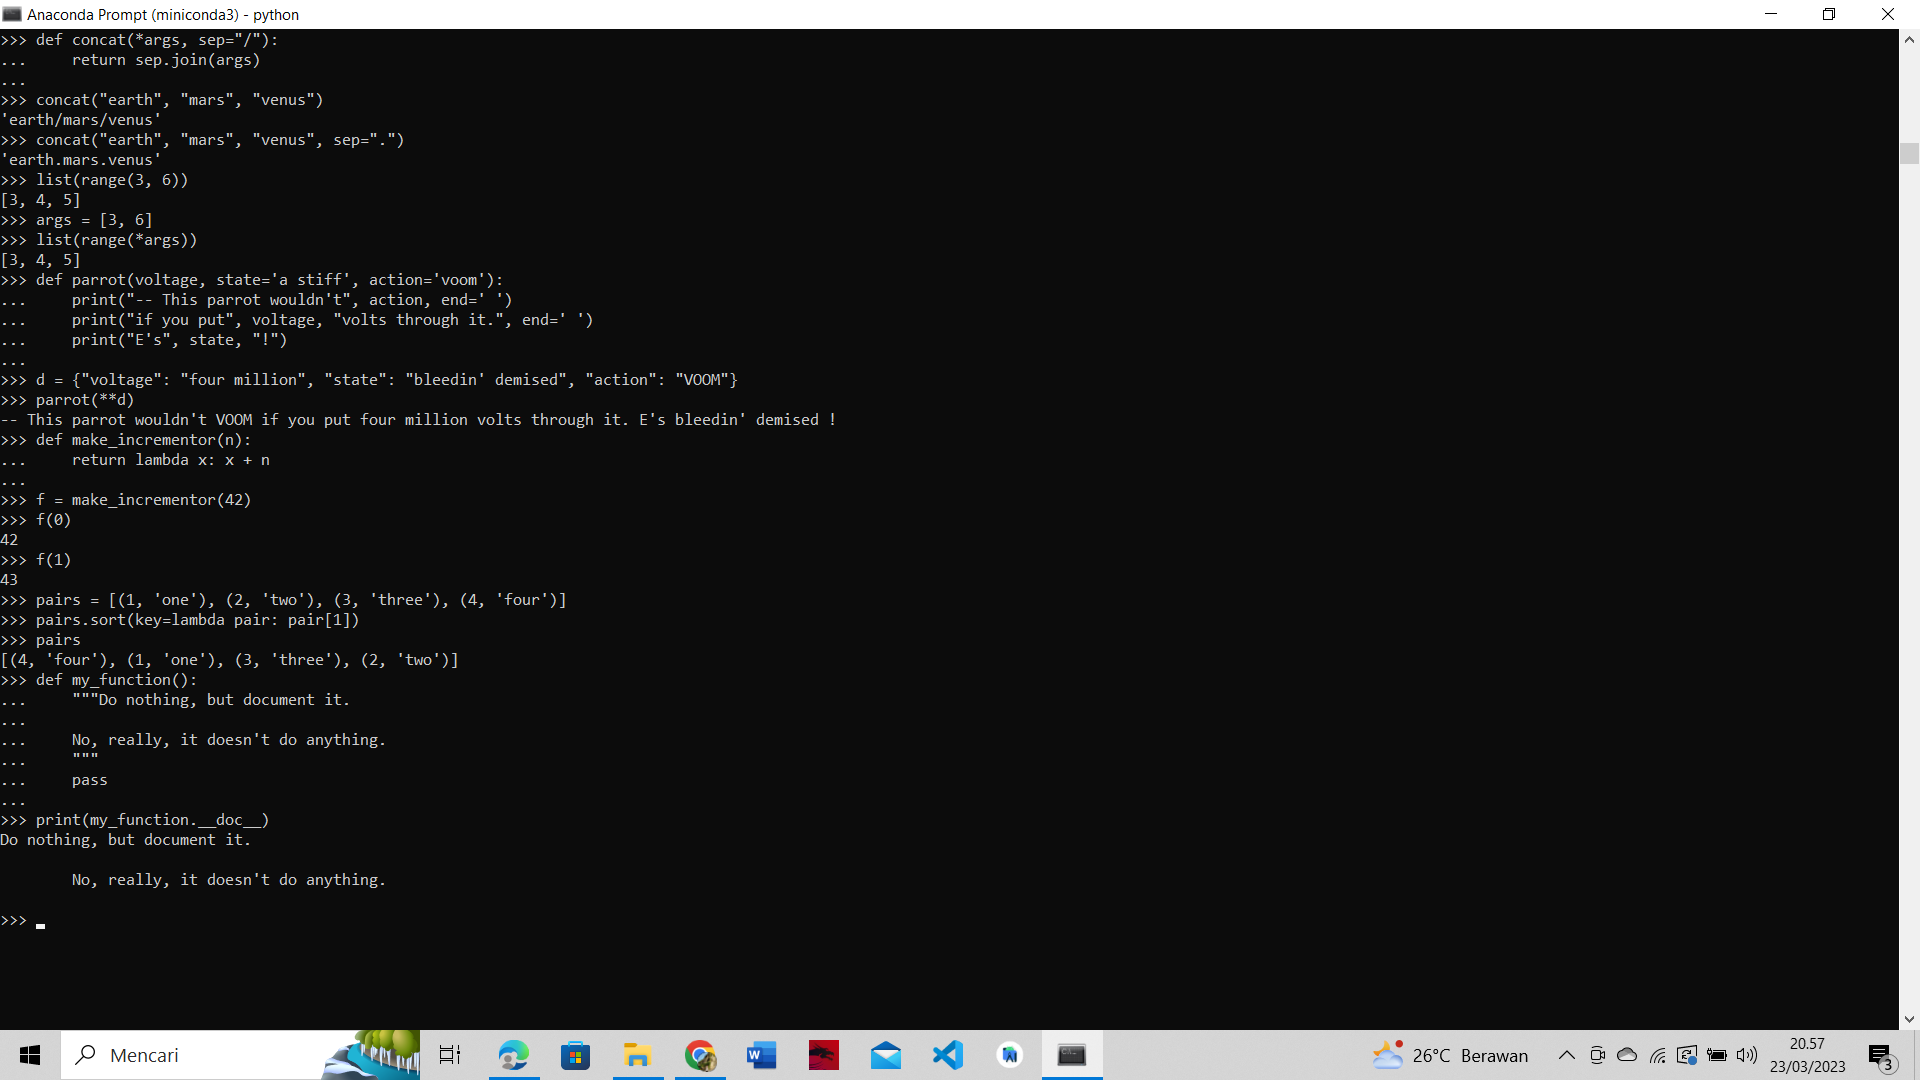 Anaconda Prompt (miniconda3) - python
>>> def concat(*args, sep="/"):
...     return sep.join(args)
...
>>> concat("earth", "mars", "venus")
'earth/mars/venus'
>>> concat("earth", "mars", "venus", sep=".")
'earth.mars.venus'
>>> list(range(3, 6))
[3, 4, 5]
>>> args = [3, 6]
>>> list(range(*args))
[3, 4, 5]
>>> def parrot(voltage, state='a stiff', action='voom'):
...     print("-- This parrot wouldn't", action, end=' ')
...     print("if you put", voltage, "volts through it.", end=' ')
...     print("E's", state, "!")
...
>>> d = {"voltage": "four million", "state": "bleedin' demised", "action": "VOOM"}
>>> parrot(**d)
-- This parrot wouldn't VOOM if you put four million volts through it. E's bleedin' demised !
>>> def make_incrementor(n):
...     return lambda x: x + n
...
>>> f = make_incrementor(42)
>>> f(0)
42
>>> f(1)
43
>>> pairs = [(1, 'one'), (2, 'two'), (3, 'three'), (4, 'four')]
>>> pairs.sort(key=lambda pair: pair[1])
>>> pairs
[(4, 'four'), (1, 'one'), (3, 'three'), (2, 'two')]
>>> def my_function():
...     """Do nothing, but document it.
...
...     No, really, it doesn't do anything.
...     """
...     pass
...
>>> print(my_function.__doc__)
Do nothing, but document it.
        No, really, it doesn't do anything.
>>>
Mencari
26°C Berawan
20.57
23/03/2023
3